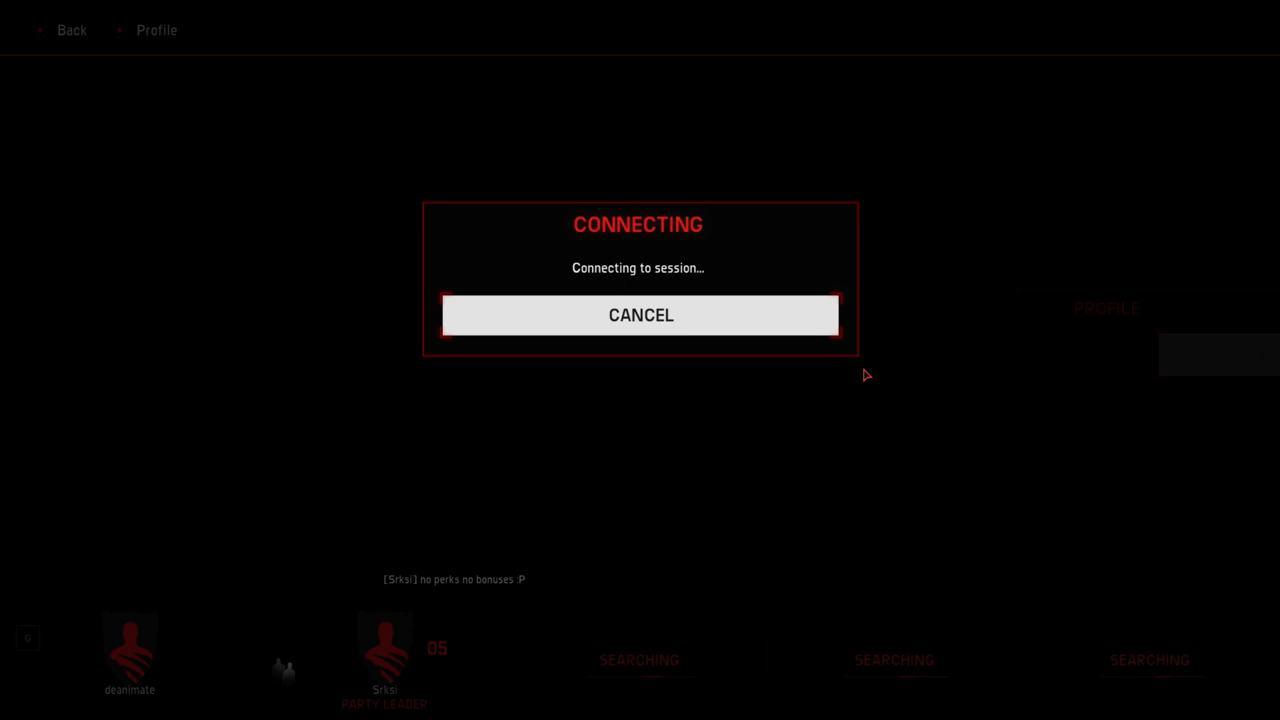 Back
Profile
CONNECTING
Connecting to session...
CANCEL
PROFILE
[Srksi] no perks no bonuses :P
G
05
deanimate
Srksi
PARTY LEADER
SEARCHING
SEARCHING
SEARCHING